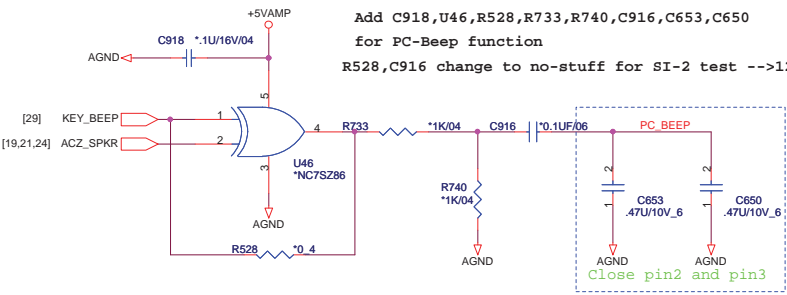 +5VAMP
Add C918,U46,R528,R733,R740,C916,C653,C650
for PC-Beep function
R528,C916 change to no-stuff for SI-2 test -->12
C918 *.1U/16V/04
AGND
5
[29] KEY_BEEP 1
[19,21,24] ACZ_SPKR 2
4
R733 *1K/04
C916 *0.1UF/06
PC_BEEP
U46
*NC7SZ86
3
AGND
R740
*1K/04
AGND
R528 *0_4
2
1
C653
.47U/10V_6
AGND
2
1
C650
.47U/10V_6
AGND
Close pin2 and pin3